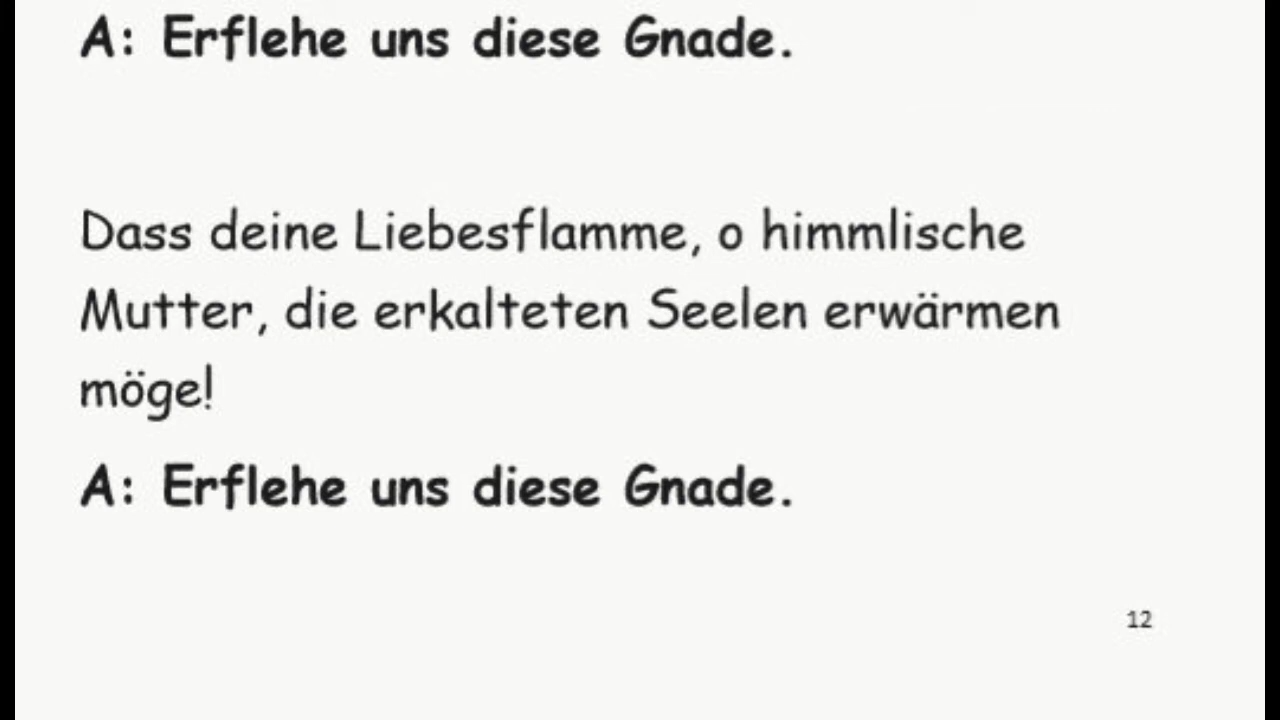 A: Erflehe uns diese Gnade.
Dass deine Liebesflamme, o himmlische
Mutter, die erkalteten Seelen erwärmen
möge!
A: Erflehe uns diese Gnade.
12